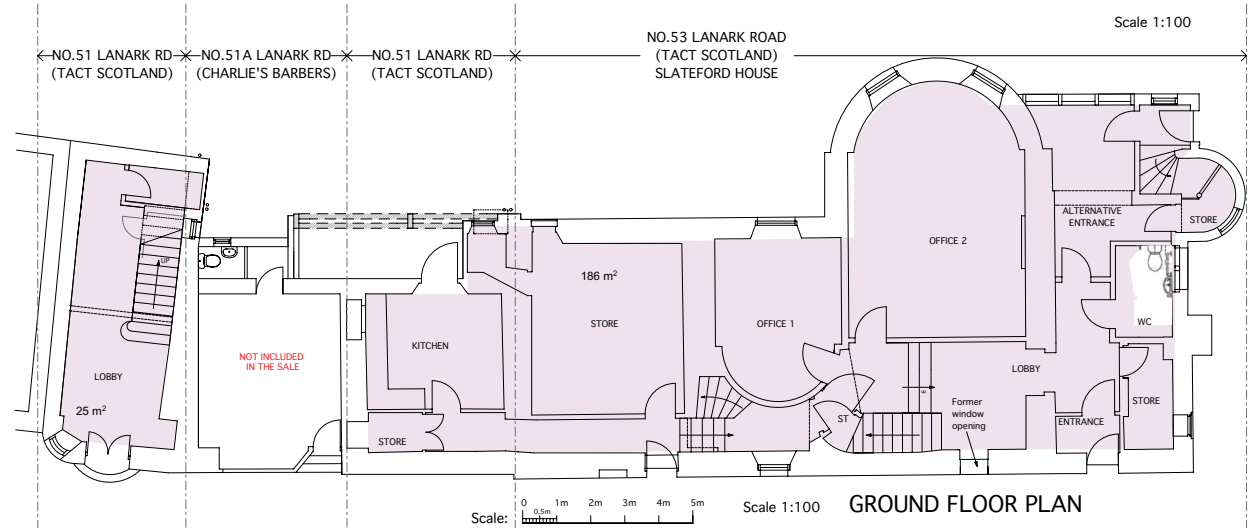 Scale 1:100
NO.51 LANARK RD
(TACT SCOTLAND)
NO.51A LANARK RD
(CHARLIE'S BARBERS)
NO.51 LANARK RD
(TACT SCOTLAND)
NO.53 LANARK ROAD
(TACT SCOTLAND)
SLATEFORD HOUSE
UP
LOBBY
25 m²
NOT INCLUDED
IN THE SALE
KITCHEN
STORE
186 m²
STORE
OFFICE 1
OFFICE 2
ST
6
Former
window
opening
LOBBY
ENTRANCE
ALTERNATIVE
ENTRANCE
STORE
WC
STORE
Scale:
0 1m 2m 3m 4m 5m
0.5m
Scale 1:100
GROUND FLOOR PLAN